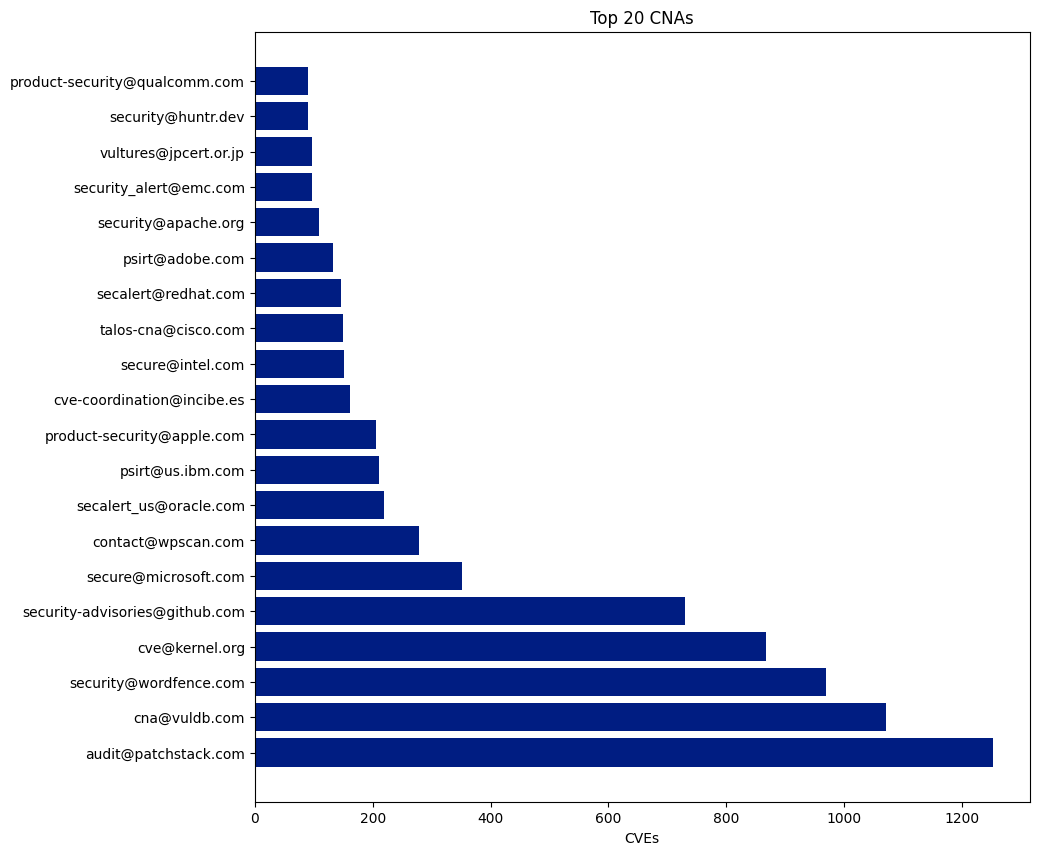 Top 20 CNAs
product-security@qualcomm.com
security@huntr.dev
vultures@jpcert.or.jp
security_alert@emc.com
security@apache.org
psirt@adobe.com
secalert@redhat.com
talos-cna@cisco.com
secure@intel.com
cve-coordination@incibe.es
product-security@apple.com
psirt@us.ibm.com
secalert_us@oracle.com
contact@wpscan.com
secure@microsoft.com
security-advisories@github.com
cve@kernel.org
security@wordfence.com
cna@vuldb.com
audit@patchstack.com
0 200 400 600 800 1000 1200
CVEs